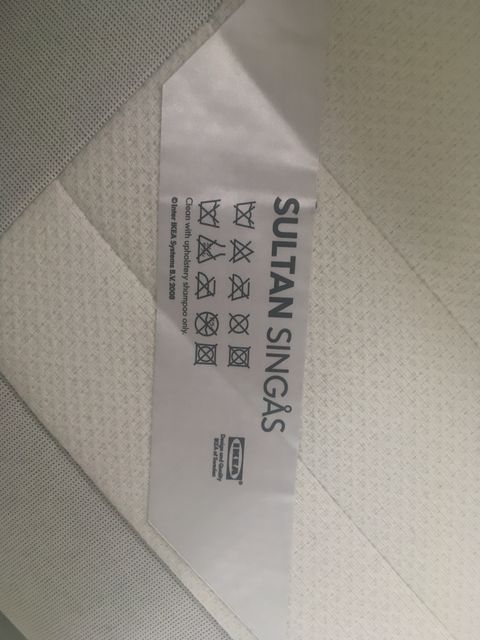 SULTAN SINGÅS
Clean with upholstery shampoo only.
© Inter IKEA Systems B.V. 2008
IKEA®
Design and Quality
IKEA of Sweden